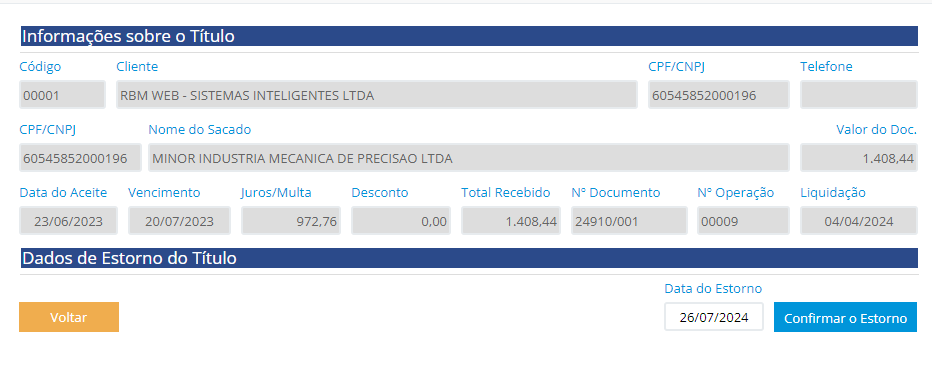 Informações sobre o Título
Código Cliente CPF/CNPJ Telefone
00001 RBM WEB - SISTEMAS INTELIGENTES LTDA 60545852000196
CPF/CNPJ Nome do Sacado Valor do Doc.
60545852000196 MINOR INDUSTRIA MECANICA DE PRECISAO LTDA 1.408,44
Data do Aceite Vencimento Juros/Multa Desconto Total Recebido Nº Documento Nº Operação Liquidação
23/06/2023 20/07/2023 972,76 0,00 1.408,44 24910/001 00009 04/04/2024
Dados de Estorno do Título
Data do Estorno
Voltar 26/07/2024 Confirmar o Estorno